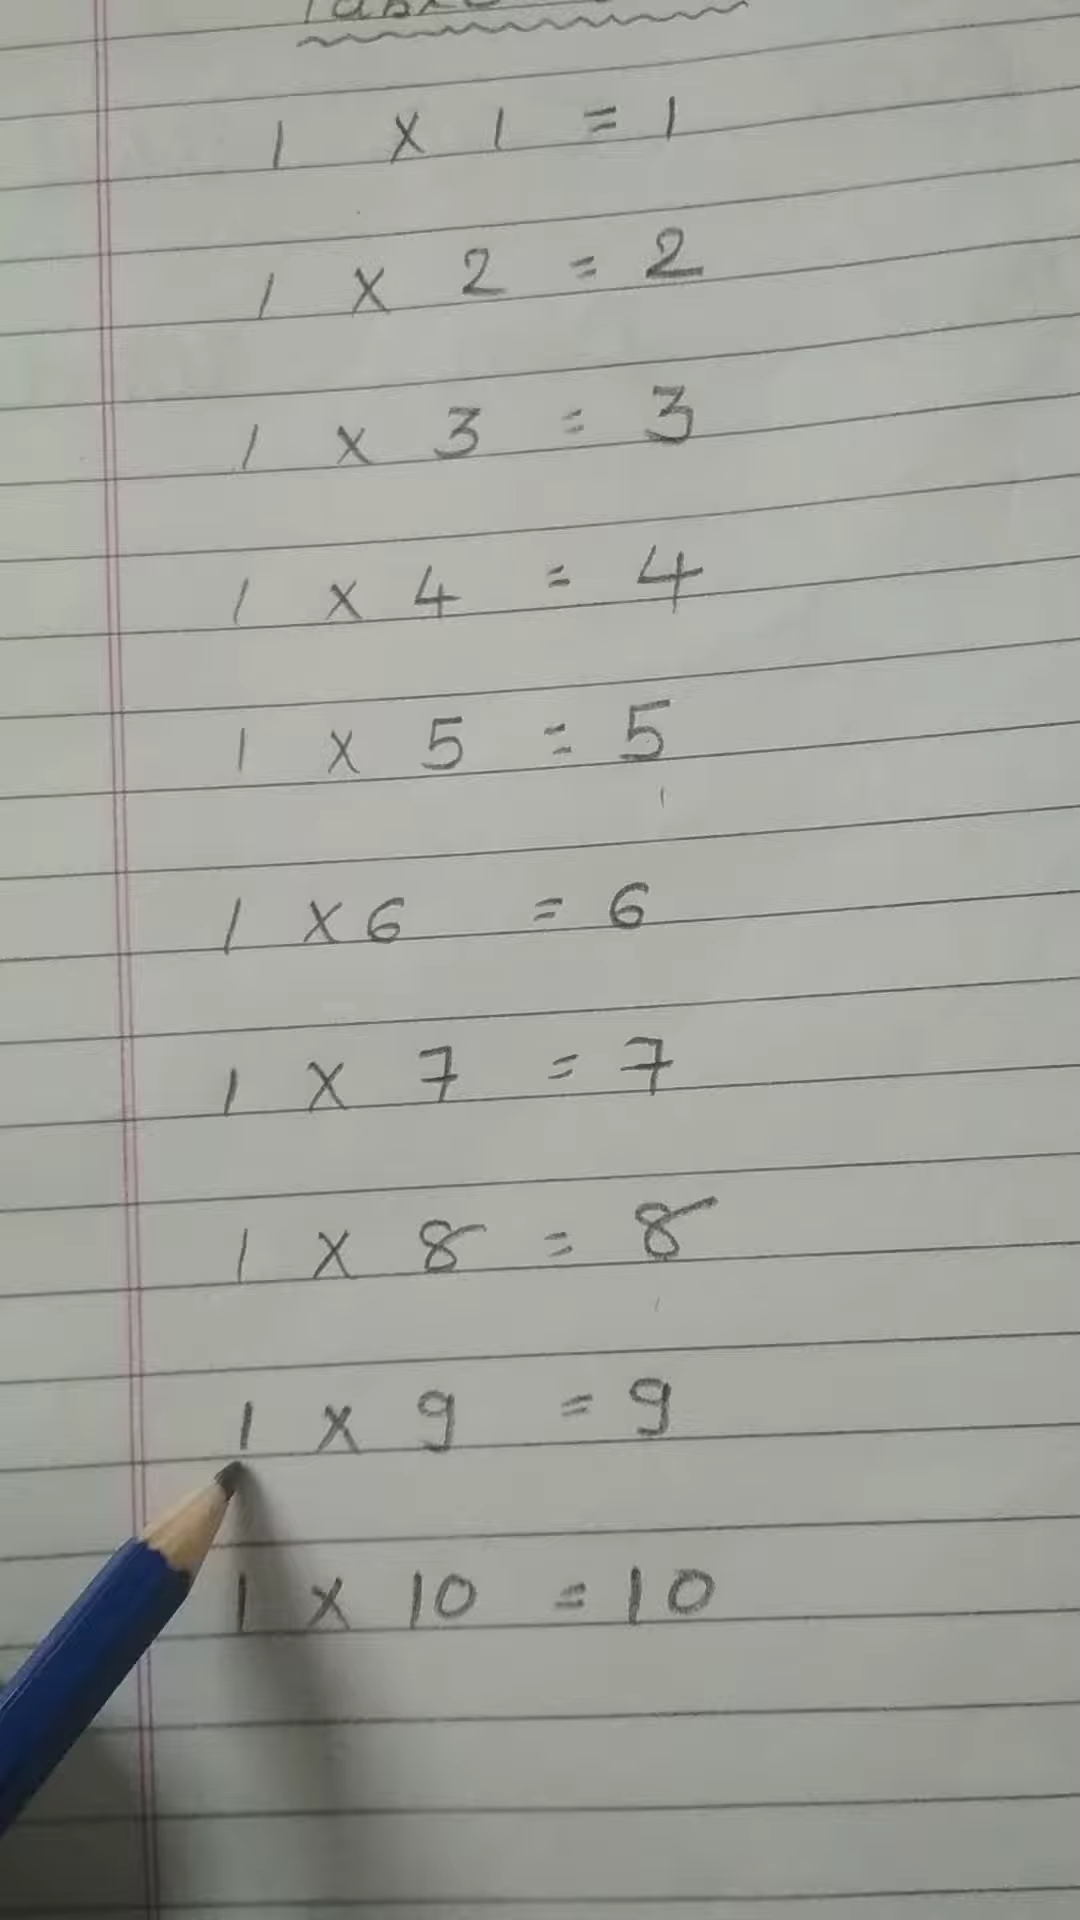 1 x 1 = 1
1 x 2 = 2
1 x 3 = 3
1 x 4 = 4
1 x 5 = 5
1 x 6 = 6
1 x 7 = 7
1 x 8 = 8
1 x 9 = 9
1 x 10 = 10